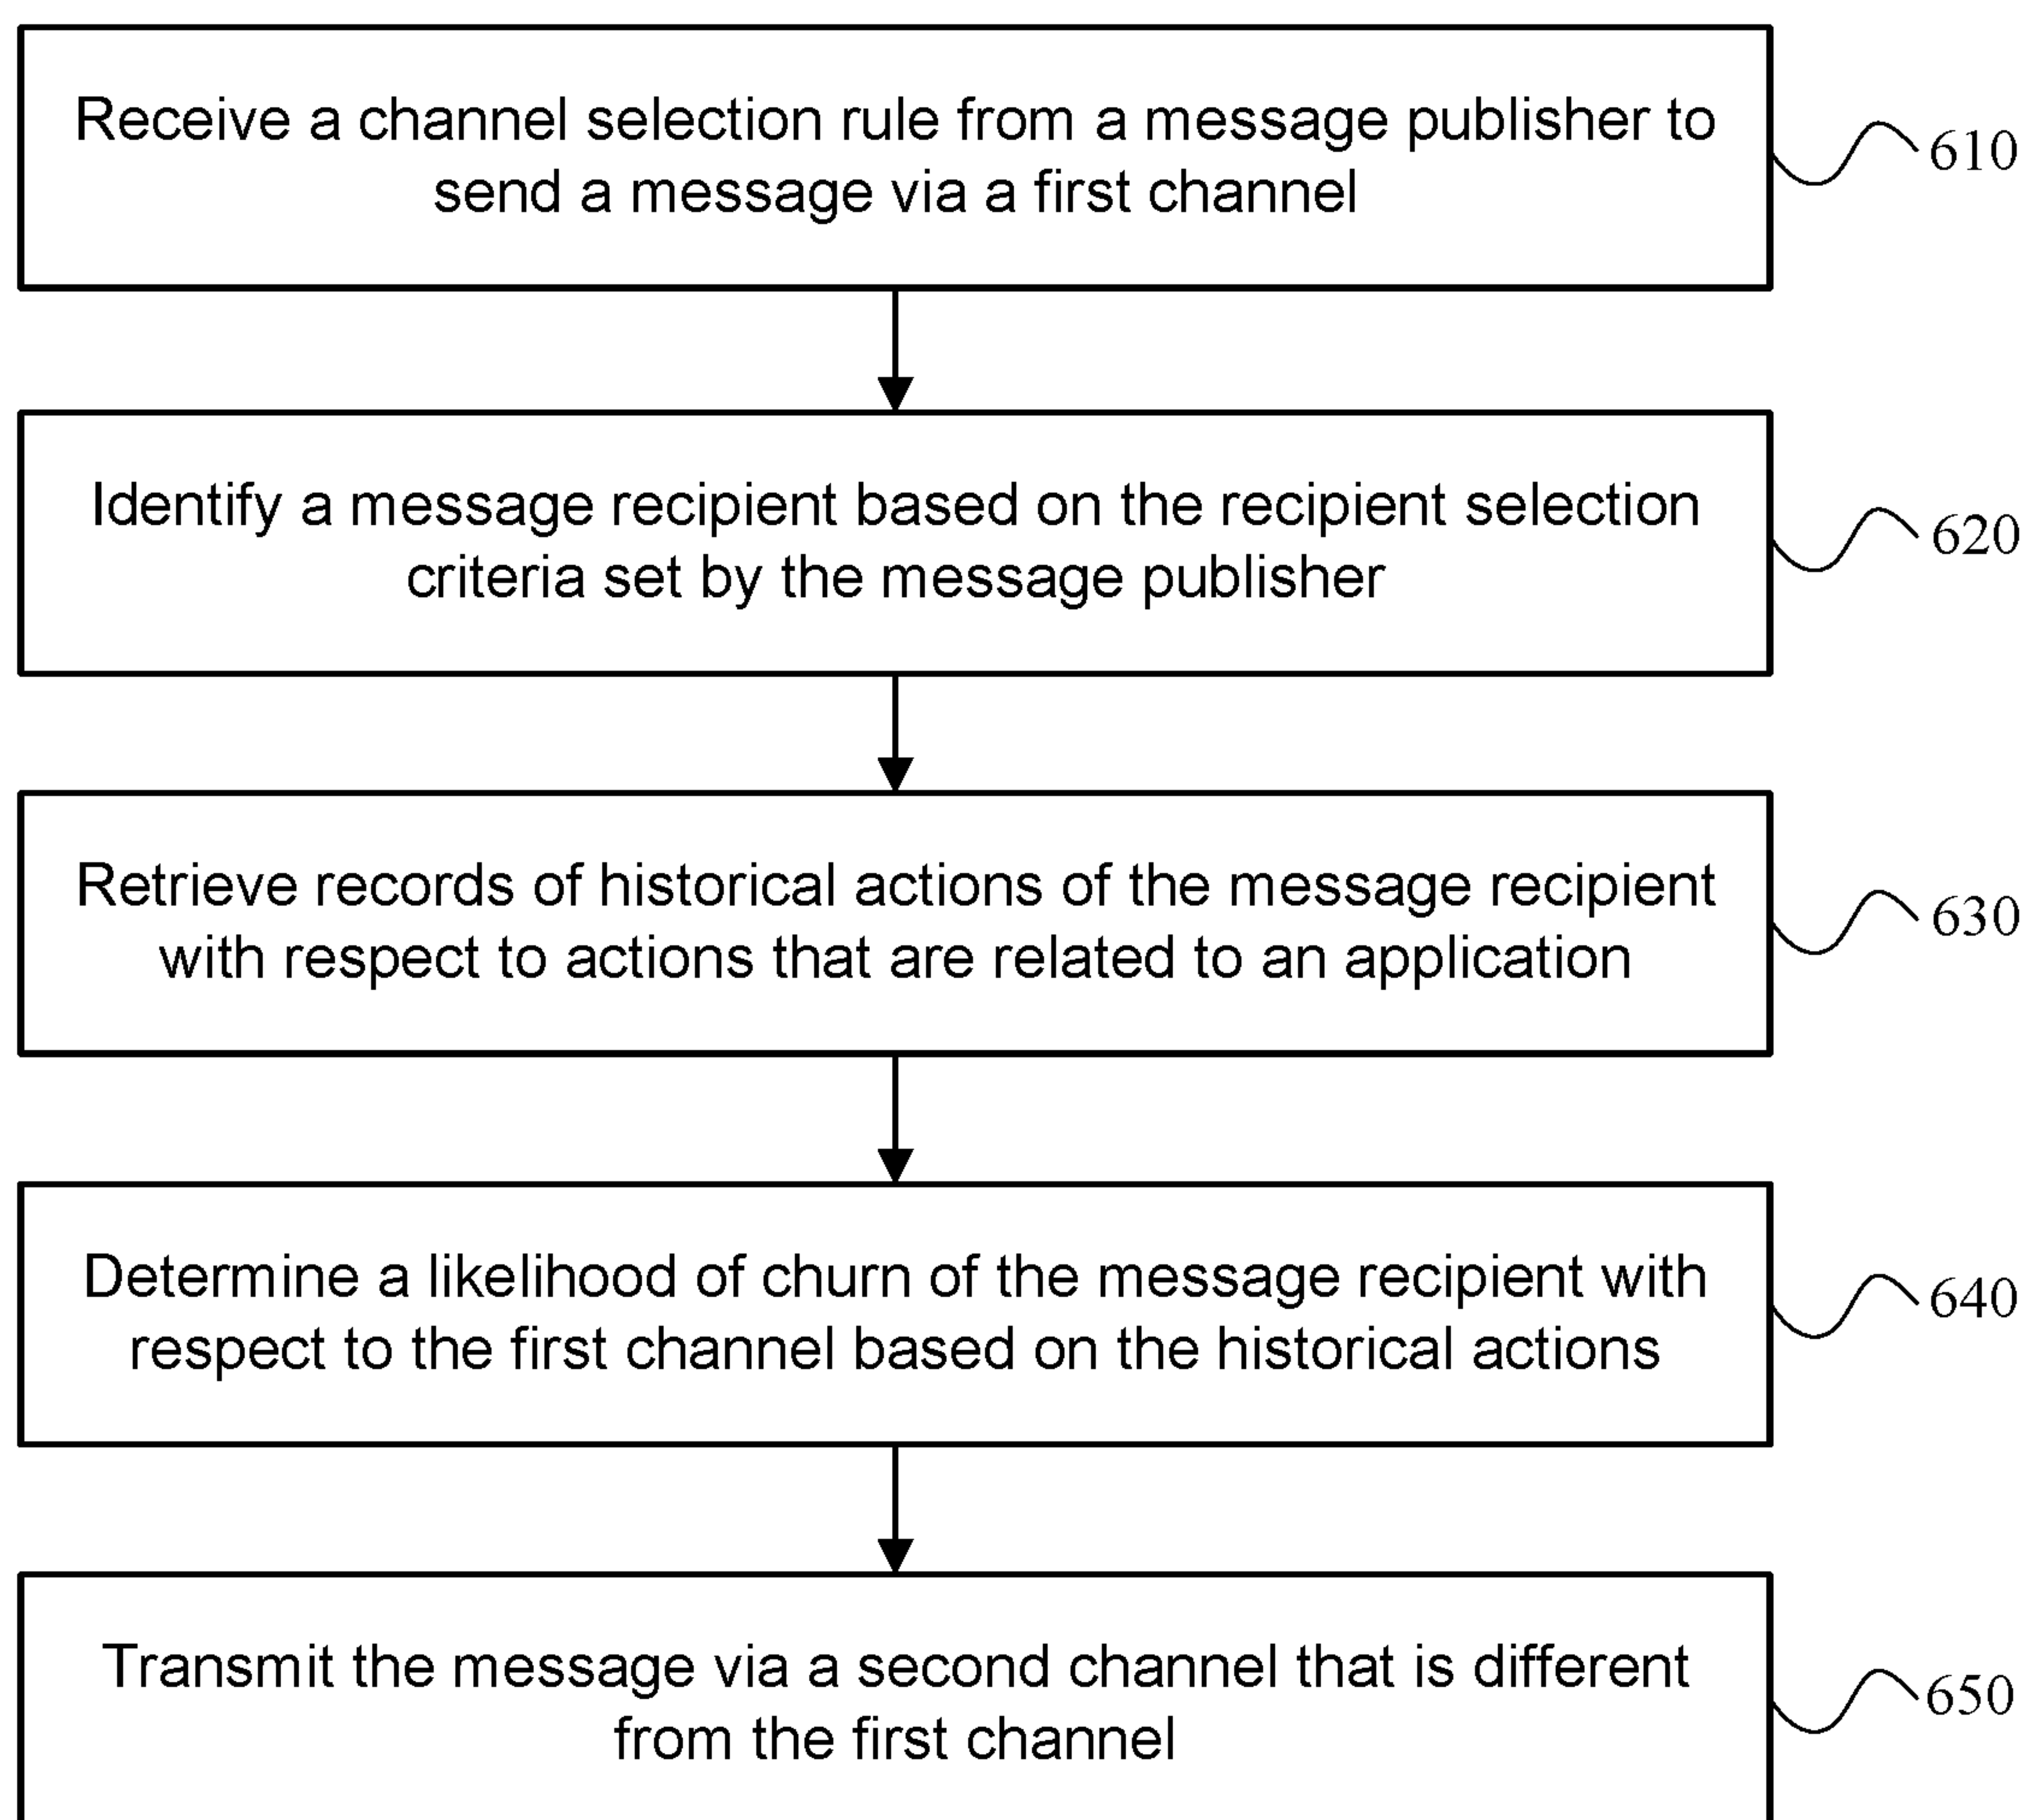 Receive a channel selection rule from a message publisher to
send a message via a first channel
610
Identify a message recipient based on the recipient selection
criteria set by the message publisher
620
Retrieve records of historical actions of the message recipient
with respect to actions that are related to an application
630
Determine a likelihood of churn of the message recipient with
respect to the first channel based on the historical actions
640
Transmit the message via a second channel that is different
from the first channel
650